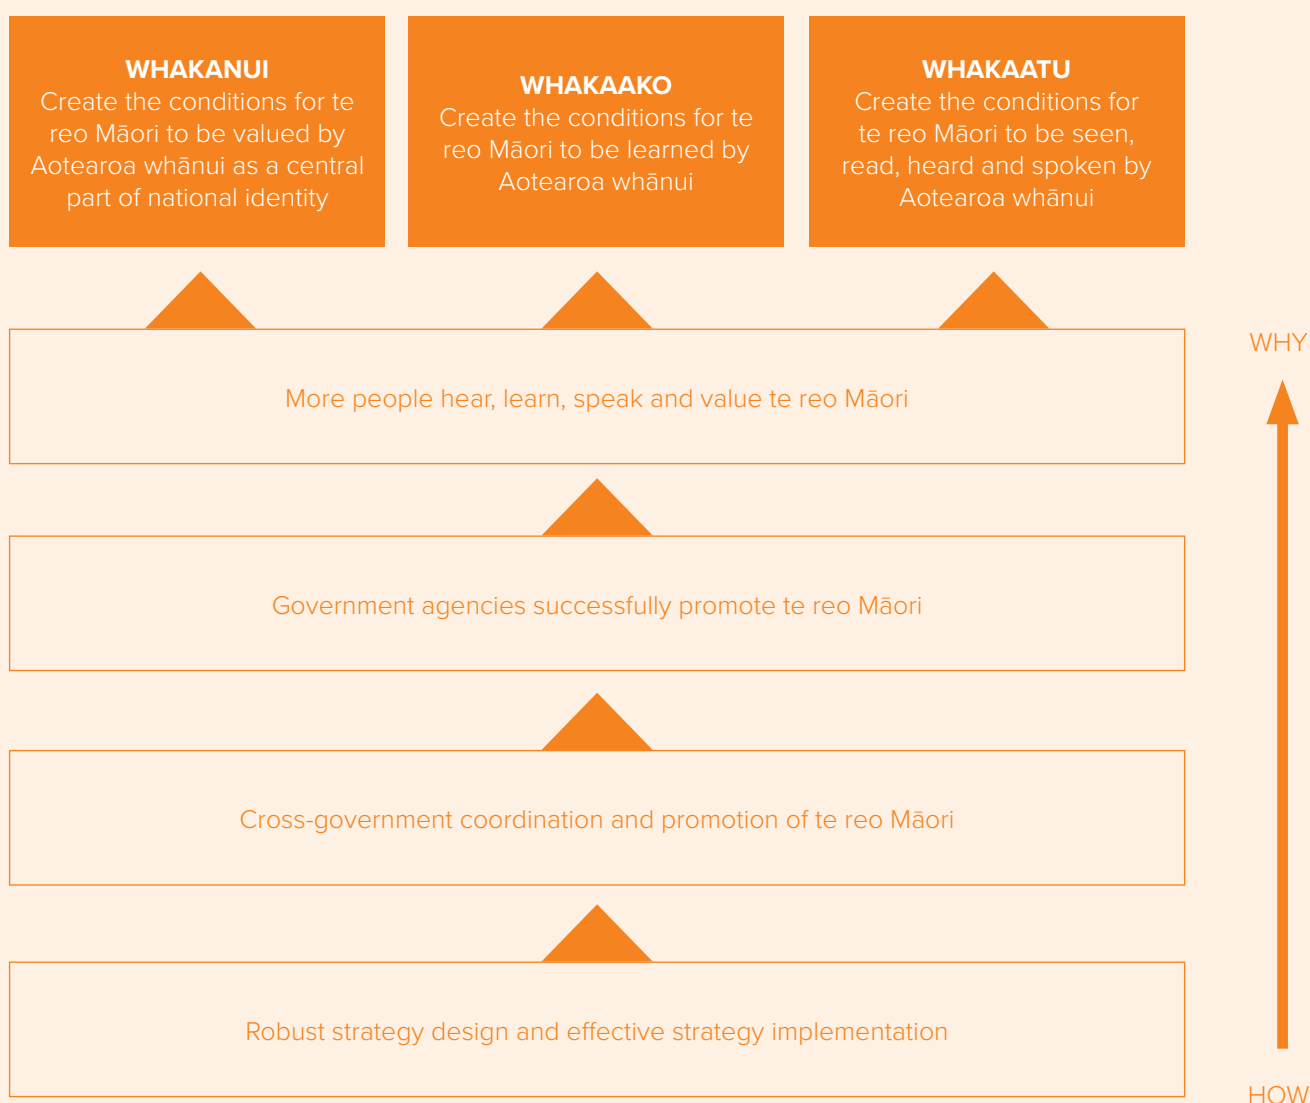 WHAKANUI
Create the conditions for te
reo Māori to be valued by
Aotearoa whānui as a central
part of national identity
WHAKAAKO
Create the conditions for te
reo Māori to be learned by
Aotearoa whānui
WHAKAATU
Create the conditions for
te reo Māori to be seen,
read, heard and spoken by
Aotearoa whānui
WHY
More people hear, learn, speak and value te reo Māori
Government agencies successfully promote te reo Māori
Cross-government coordination and promotion of te reo Māori
Robust strategy design and effective strategy implementation
HOW